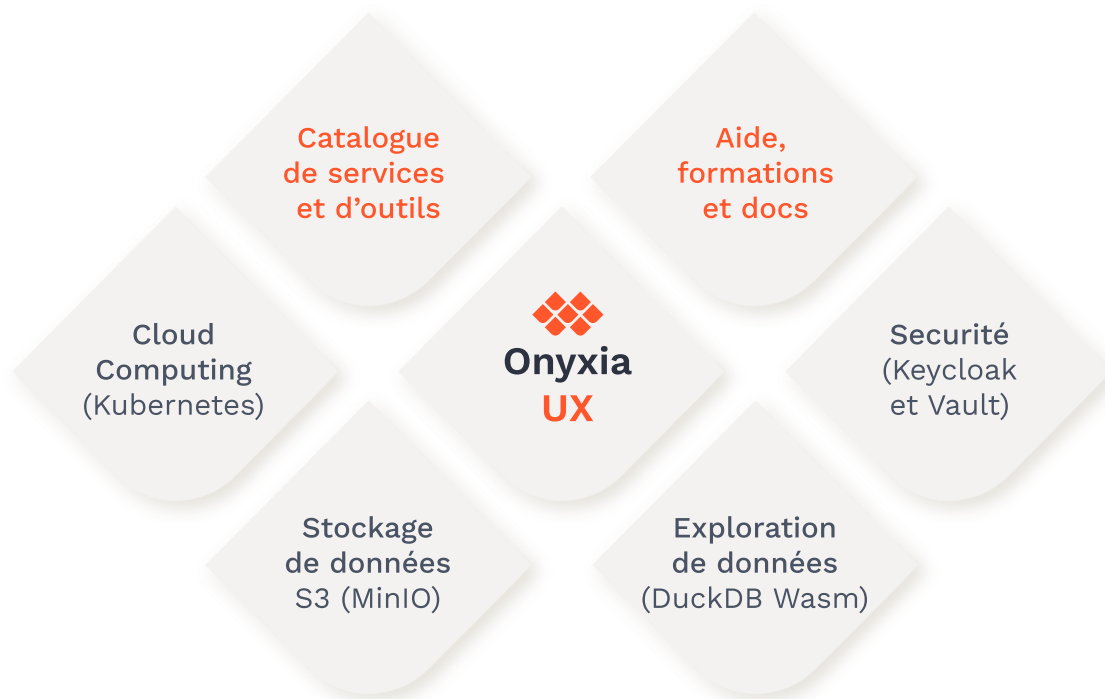 Catalogue
de services
et d’outils
Aide,
formations
et docs
Cloud
Computing
(Kubernetes)
Onyxia
UX
Securité
(Keycloak
et Vault)
Stockage
de données
S3 (MinIO)
Exploration
de données
(DuckDB Wasm)